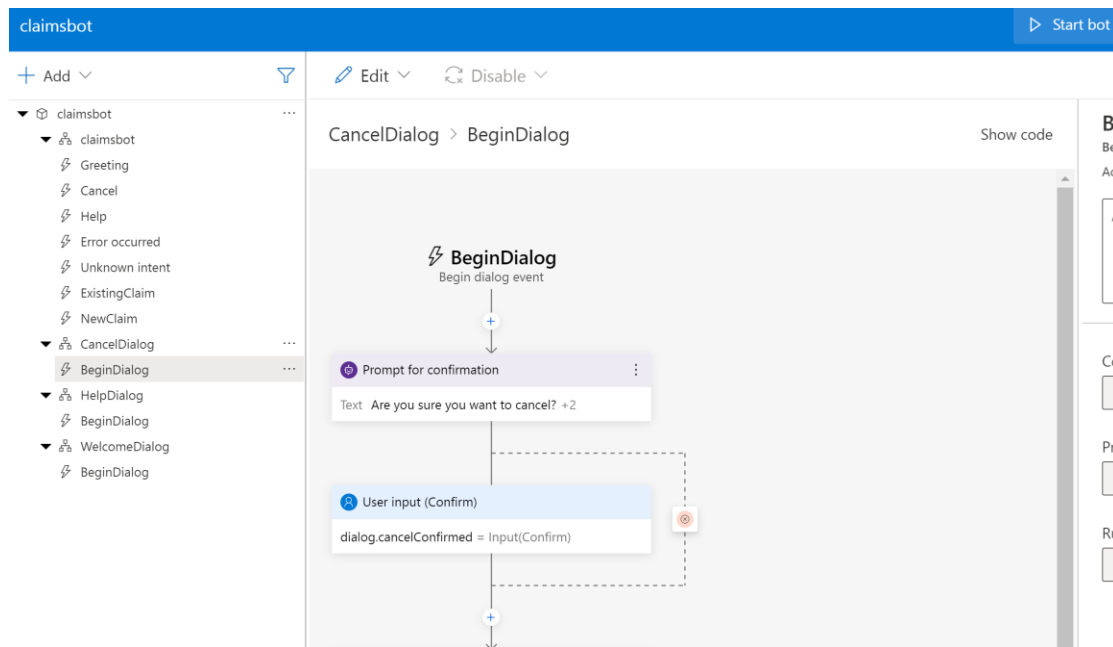 claimsbot
Start bot
Add
Edit
Disable
claimsbot
claimsbot
Greeting
Cancel
Help
Error occurred
Unknown intent
ExistingClaim
NewClaim
CancelDialog
BeginDialog
HelpDialog
BeginDialog
WelcomeDialog
BeginDialog
CancelDialog > BeginDialog
Show code
BeginDialog
Begin dialog event
Prompt for confirmation
Text Are you sure you want to cancel? +2
User input (Confirm)
dialog.cancelConfirmed = Input(Confirm)